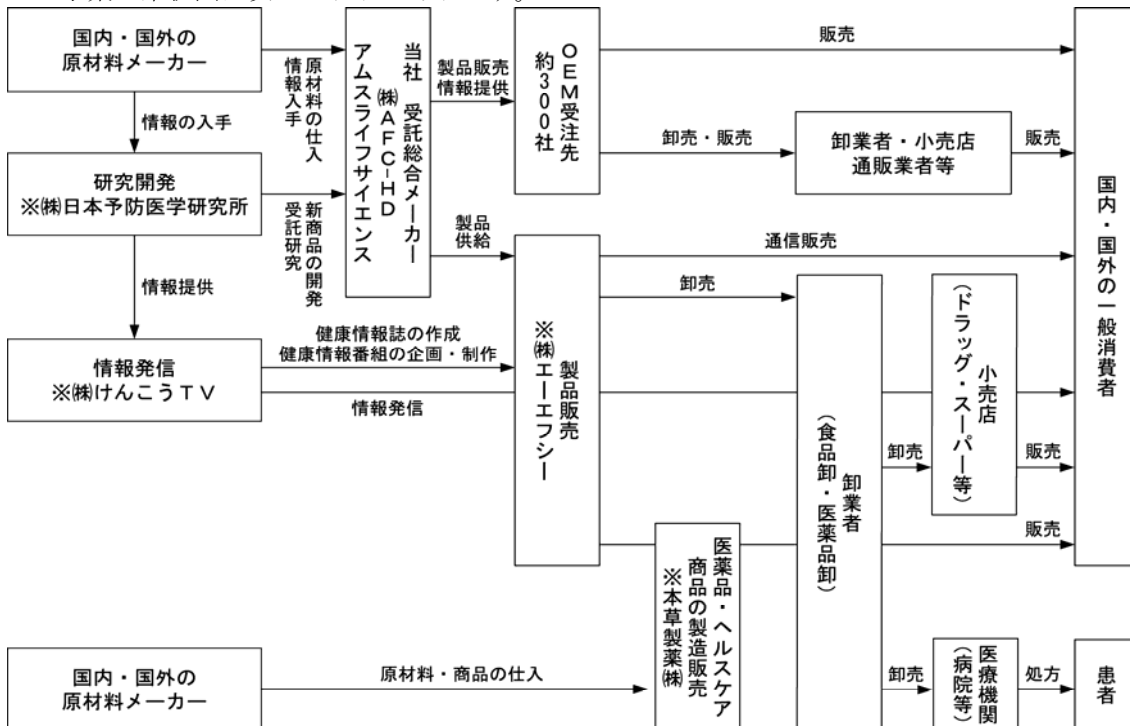 国内・国外の
原材料メーカー
情報の入手
研究開発
※㈱日本予防医学研究所
情報提供
情報発信
※㈱けんこうTV
原材料の仕入
情報入手
新商品の開発
受託研究
当社 受託総合メーカー
㈱AFC-HD
アムスライフサイエンス
製品販売
情報提供
製品
供給
健康情報誌の作成
健康情報番組の企画・制作
情報発信
OEM受注先
約300社
製品販売
※㈱エーエフシー
販売
卸売・販売
卸業者・小売店
通販業者等
販売
通信販売
卸売
卸業者
(食品卸・医薬品卸)
卸売
小売店
(ドラッグ・スーパー等)
販売
販売
国内・国外の一般消費者
国内・国外の
原材料メーカー
原材料・商品の仕入
医薬品・ヘルスケア
商品の製造販売
※本草製薬㈱
卸売
医療機関
(病院等)
処方
患者